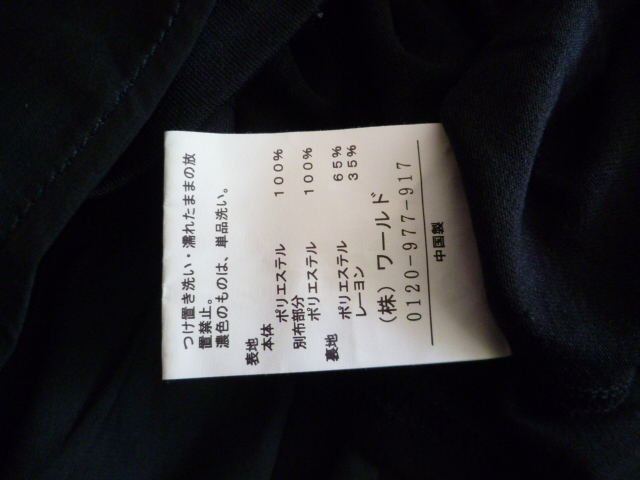 つけ置き洗い・濡れたままの放
置禁止。
濃色のものは、単品洗い。
表地
本体
ポリエステル 100%
別布部分
ポリエステル 100%
裏地
ポリエステル 65%
レーヨン 35%
(株)ワールド
0120-977-917
中国製